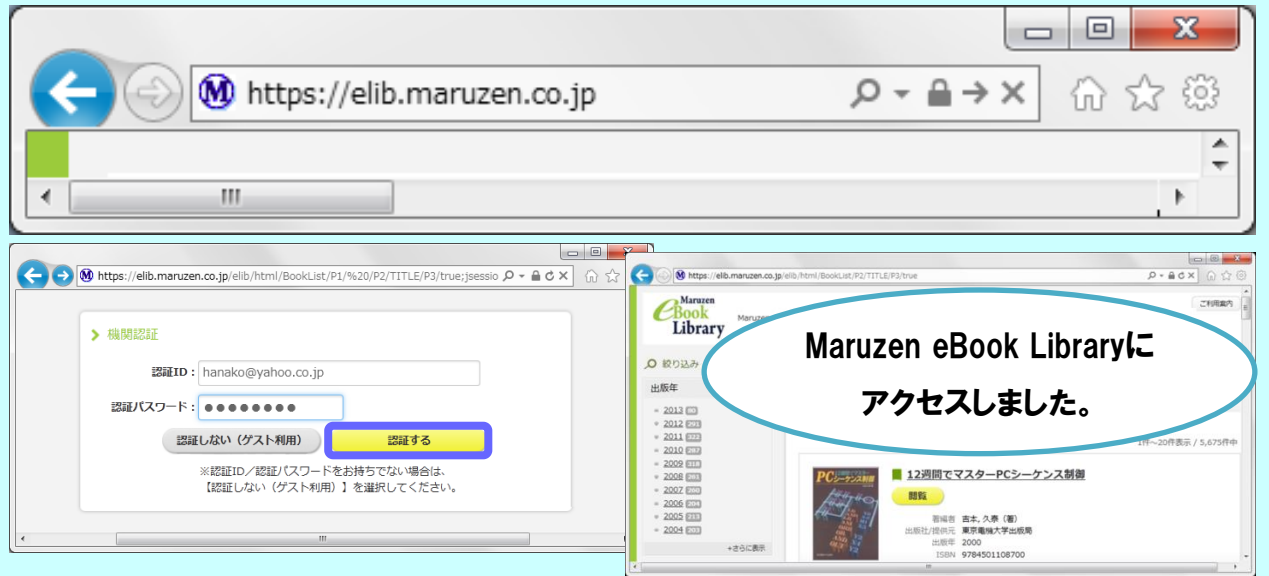 https://elib.maruzen.co.jp
https://elib.maruzen.co.jp/elib/html/BookList/P1/%20/P2/TITLE/P3/true;jsessio
機関認証
認証ID：hanako@yahoo.co.jp
認証パスワード：●●●●●●●●
認証しない（ゲスト利用）
認証する
※認証ID／認証パスワードをお持ちでない場合は、
【認証しない（ゲスト利用）】を選択してください。
https://elib.maruzen.co.jp/elib/html/BookList/P2/TITLE/P3/true
Maruzen
eBook
Library
Maruzen
ご利用案内
Maruzen eBook Libraryに
アクセスしました。
絞り込み
出版年
2013
2012
2011
2010
2009
2008
2007
2006
2005
2004
+さらに表示
1件～20件表示 / 5,675件中
12週間でマスターPCシーケンス制御
閲覧
著編者 吉本, 久泰（著）
出版社/提供元 東京電機大学出版局
出版年 2000
ISBN 9784501108700